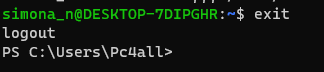 simona_n@DESKTOP-7DIPGHR:~$ exit
logout
PS C:\Users\Pc4all>